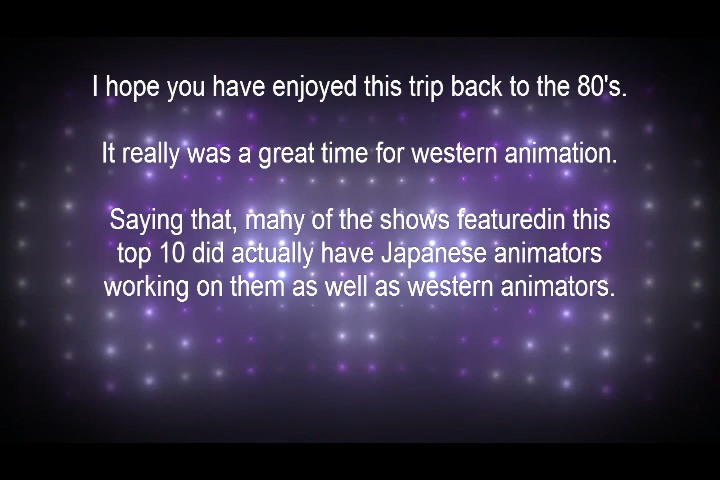 I hope you have enjoyed this trip back to the 80's.
It really was a great time for western animation.
Saying that, many of the shows featuredin this
top 10 did actually have Japanese animators
working on them as well as western animators.